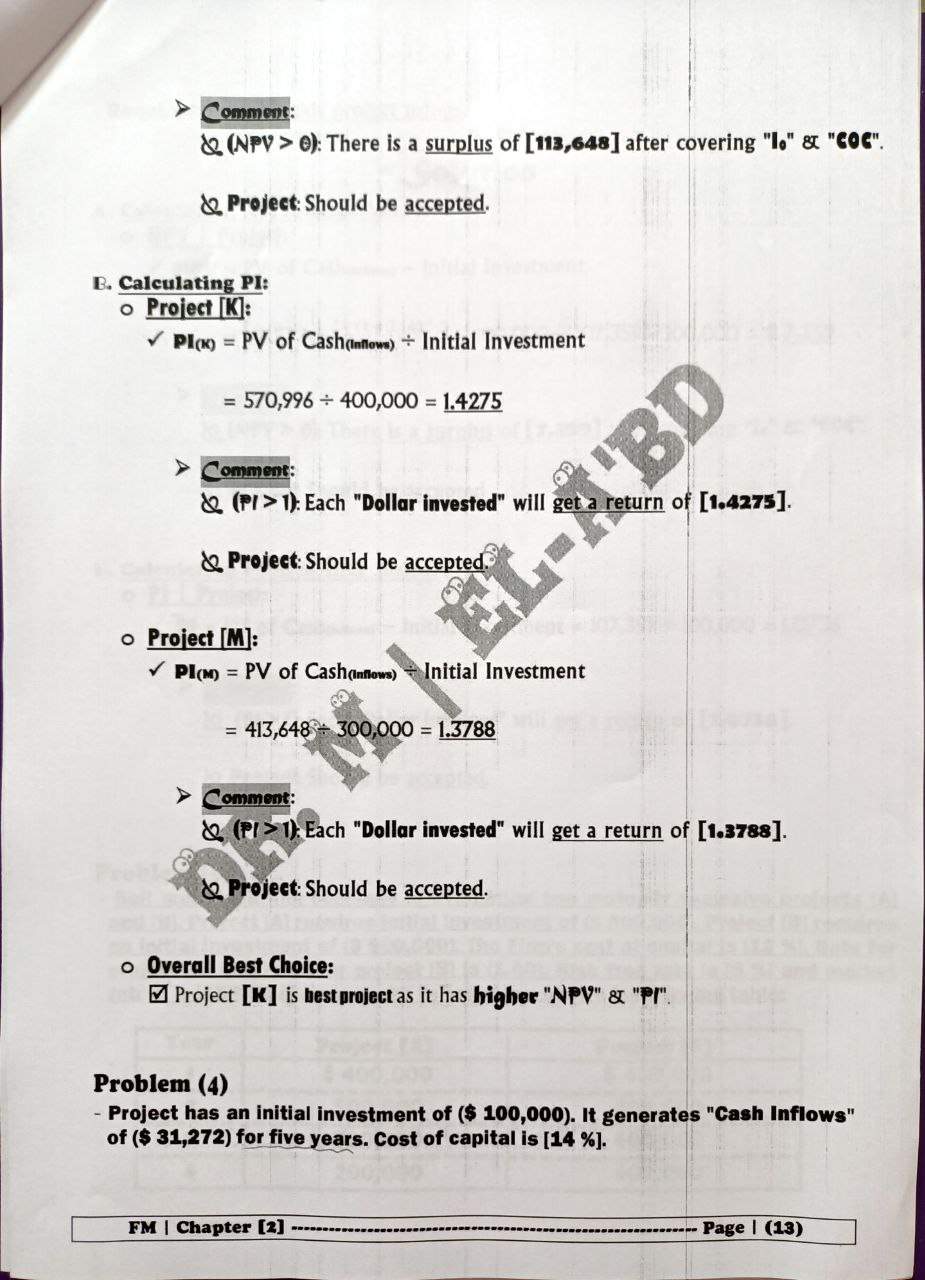 ➢ Comment:
(NPV > 0): There is a surplus of [113,648] after covering "I₀" & "COC".
Project: Should be accepted.
B. Calculating PI:
o Project [K]:
✓ PI(K) = PV of Cash(Inflows) ÷ Initial Investment
= 570,996 ÷ 400,000 = 1.4275
➢ Comment:
(PI > 1): Each "Dollar invested" will get a return of [1.4275].
Project: Should be accepted.
o Project [M]:
✓ PI(M) = PV of Cash(Inflows) ÷ Initial Investment
= 413,648 ÷ 300,000 = 1.3788
➢ Comment:
(PI > 1): Each "Dollar invested" will get a return of [1.3788].
Project: Should be accepted.
DR. M | EL-A'BD
o Overall Best Choice:
☑ Project [K] is best project as it has higher "NPV" & "PI".
Problem (4)
- Project has an initial investment of ($ 100,000). It generates "Cash Inflows"
of ($ 31,272) for five years. Cost of capital is [14 %].
FM | Chapter [2] ---------------------------------------------------------- Page | (13)